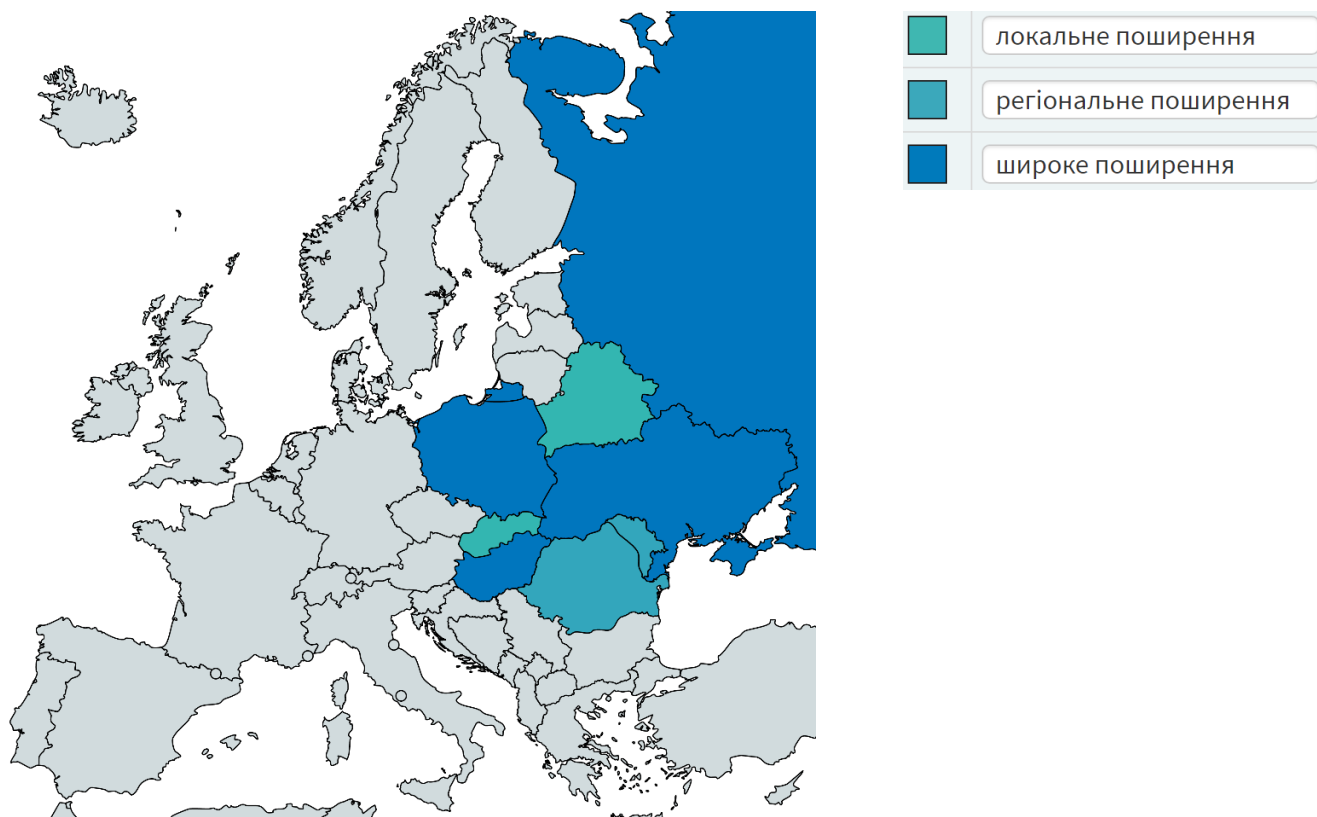 локальне поширення
регіональне поширення
широке поширення